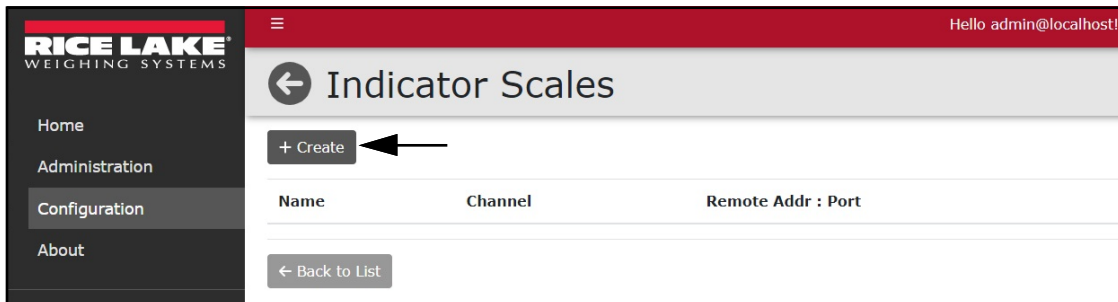 RICE LAKE®
WEIGHING SYSTEMS
Home
Administration
Configuration
About
☰
Hello admin@localhost!
Indicator Scales
+ Create
Name Channel Remote Addr : Port
← Back to List